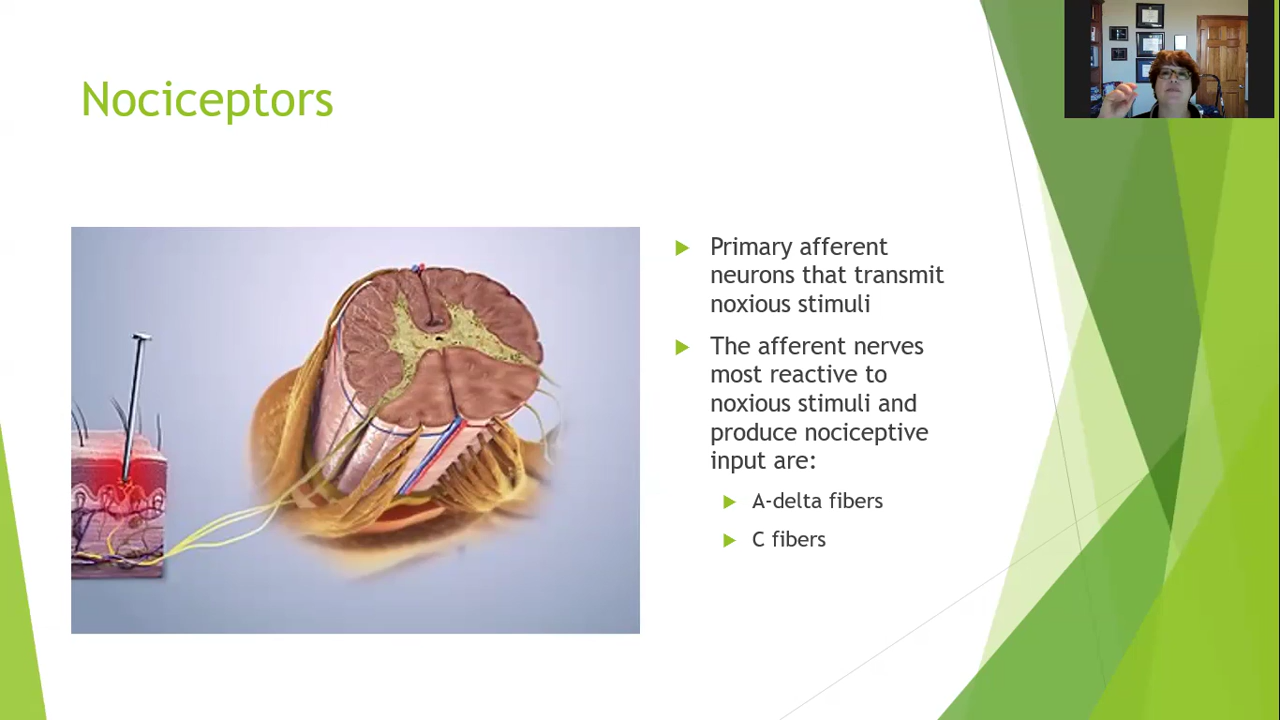 Nociceptors
Primary afferent
neurons that transmit
noxious stimuli
The afferent nerves
most reactive to
noxious stimuli and
produce nociceptive
input are:
A-delta fibers
C fibers